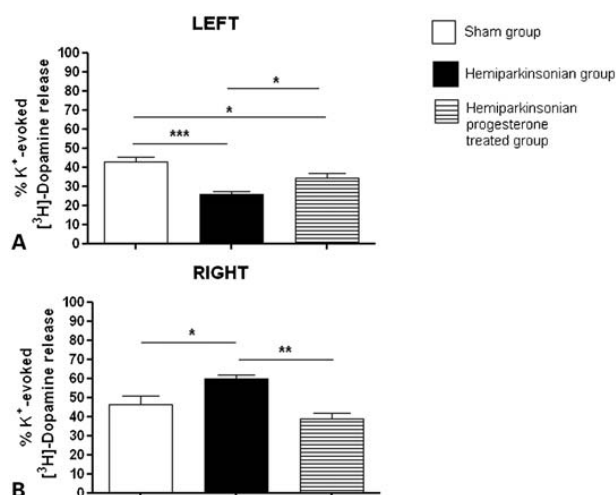 LEFT
% K+-evoked
[³H]-Dopamine release
100
90
80
70
60
50
40
30
20
10
0
*
*
***
A
Sham group
Hemiparkinsonian group
Hemiparkinsonian
progesterone
treated group
RIGHT
% K+-evoked
[³H]-Dopamine release
100
90
80
70
60
50
40
30
20
10
0
*
**
B